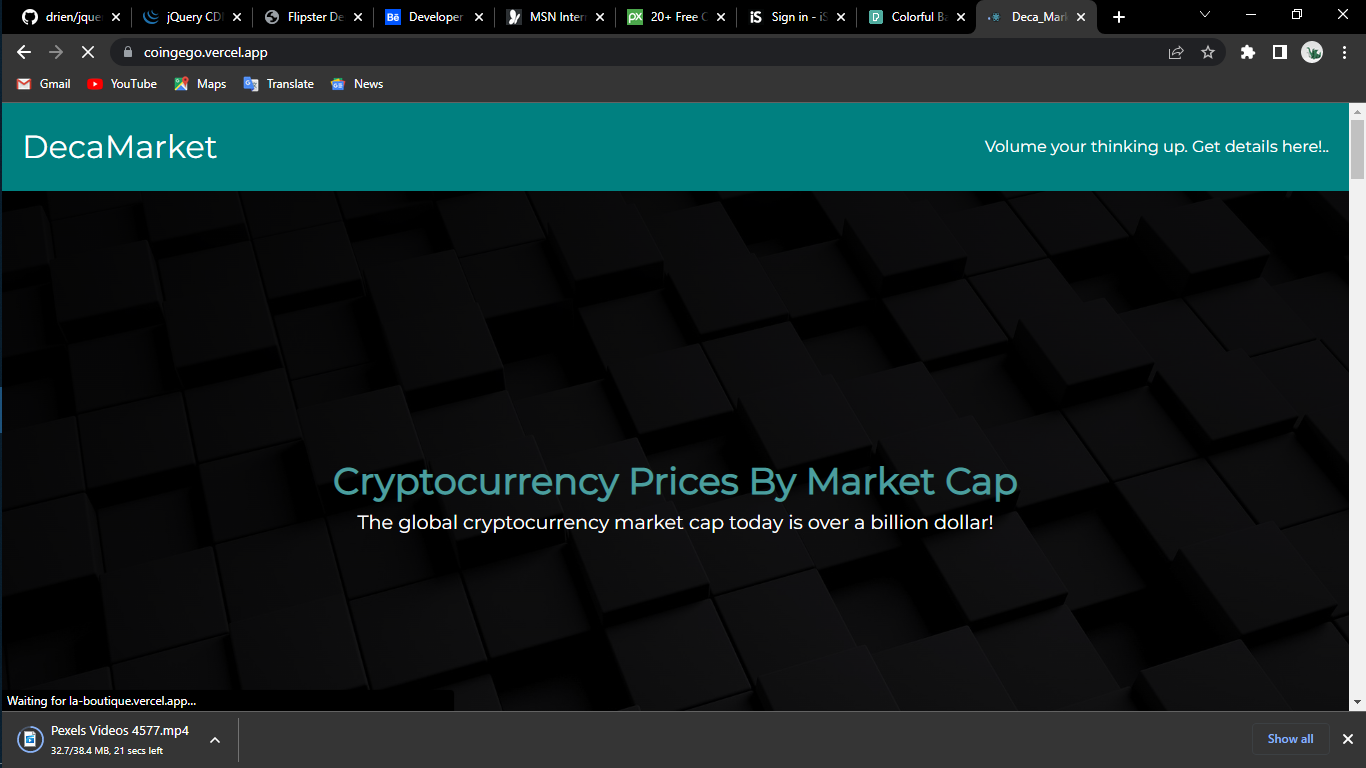 drien/jque
jQuery CD
Flipster De
Developer
MSN Inter
20+ Free C
Sign in - iS
Colorful Ba
Deca_Mark
coingego.vercel.app
Gmail
YouTube
Maps
Translate
News
DecaMarket
Volume your thinking up. Get details here!..
Cryptocurrency Prices By Market Cap
The global cryptocurrency market cap today is over a billion dollar!
Waiting for la-boutique.vercel.app...
Pexels Videos 4577.mp4
32.7/38.4 MB, 21 secs left
Show all